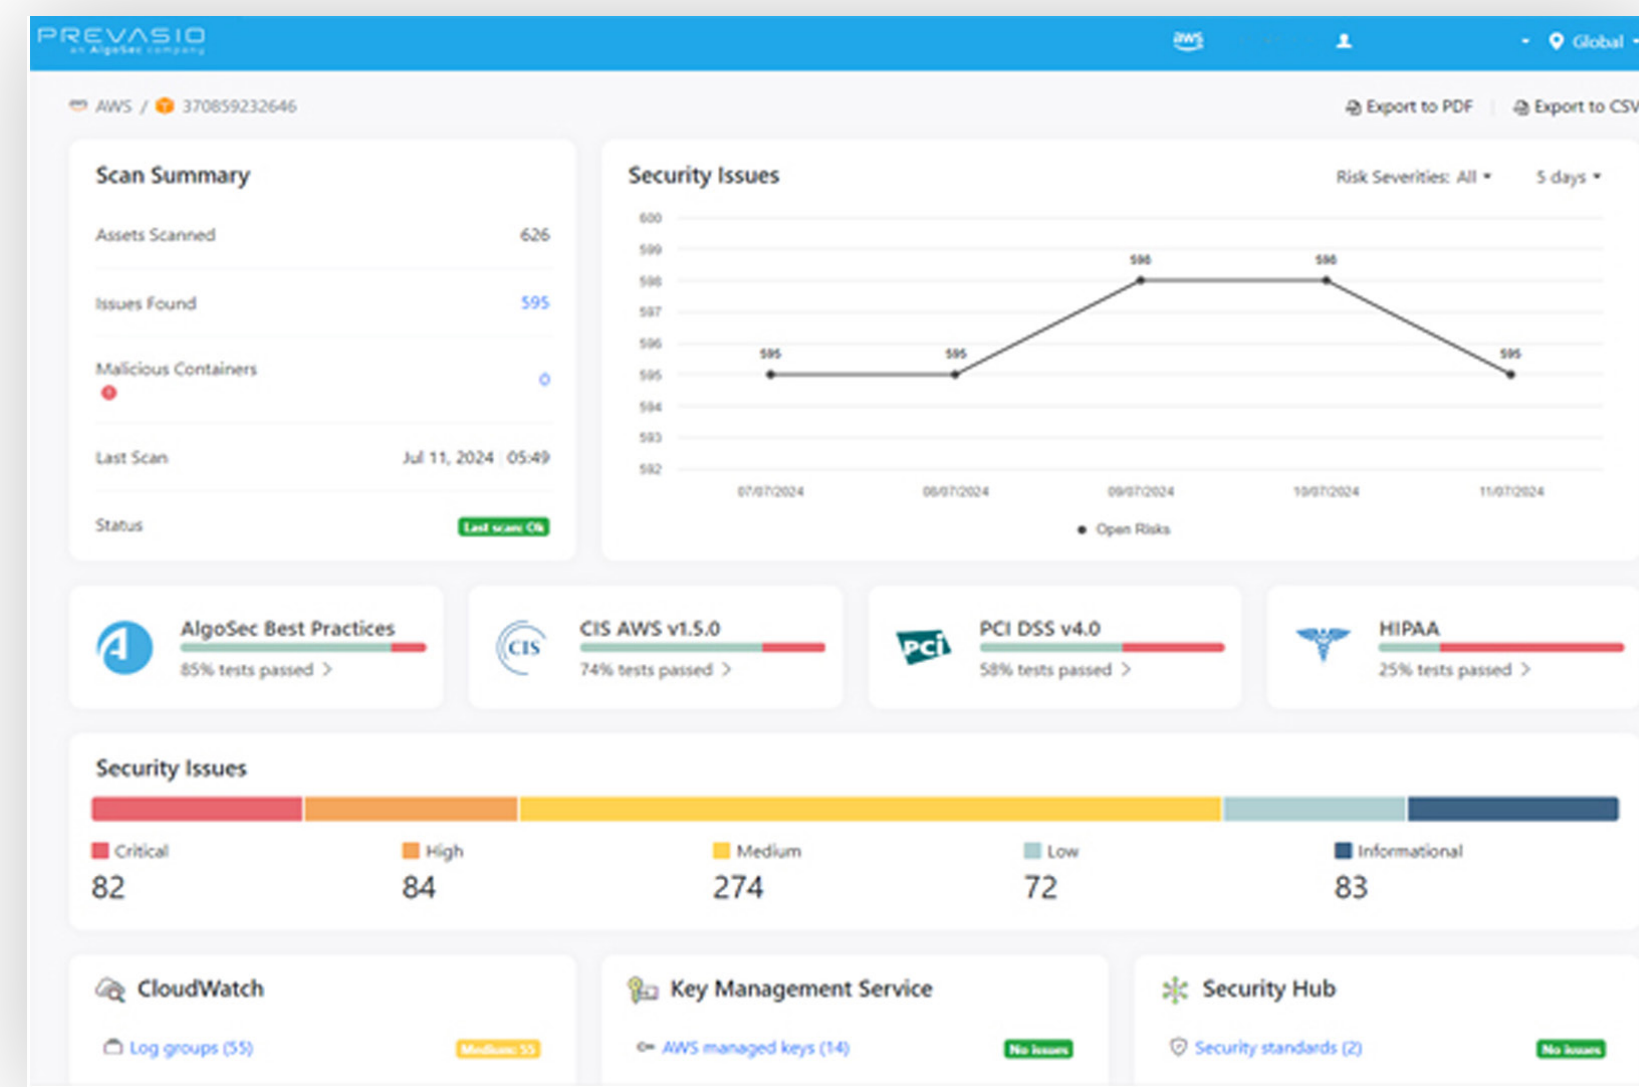 PREVASIO
an AlgoSec company
aws
Global
AWS / 370859232646
Export to PDF
Export to CSV
Scan Summary
Assets Scanned
626
Issues Found
595
Malicious Containers
0
Last Scan
Jul 11, 2024 05:49
Status
Last scan: Ok
Security Issues
Risk Severities: All
5 days
600
599
598
597
596
595
594
593
592
595
595
598
598
595
07/07/2024
08/07/2024
09/07/2024
10/07/2024
11/07/2024
Open Risks
AlgoSec Best Practices
85% tests passed >
CIS
CIS AWS v1.5.0
74% tests passed >
PCI
PCI DSS v4.0
58% tests passed >
HIPAA
25% tests passed >
Security Issues
Critical
82
High
84
Medium
274
Low
72
Informational
83
CloudWatch
Log groups (55)
Medium: 55
Key Management Service
AWS managed keys (14)
No issues
Security Hub
Security standards (2)
No issues